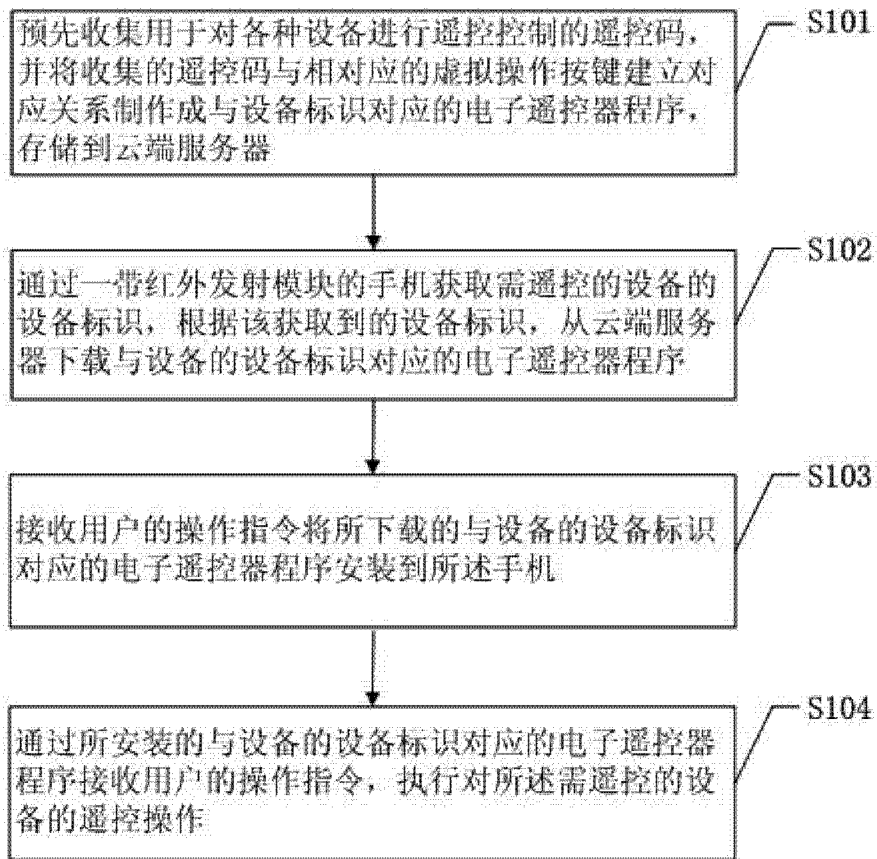 预先收集用于对各种设备进行遥控控制的遥控码，
并将收集的遥控码与相对应的虚拟操作按键建立对
应关系制作成与设备标识对应的电子遥控器程序，
存储到云端服务器
S101
通过一带红外发射模块的手机获取需遥控的设备的
设备标识，根据该获取到的设备标识，从云端服务
器下载与设备的设备标识对应的电子遥控器程序
S102
接收用户的操作指令将所下载的与设备的设备标识
对应的电子遥控器程序安装到所述手机
S103
通过所安装的与设备的设备标识对应的电子遥控器
程序接收用户的操作指令，执行对所述需遥控的设
备的遥控操作
S104